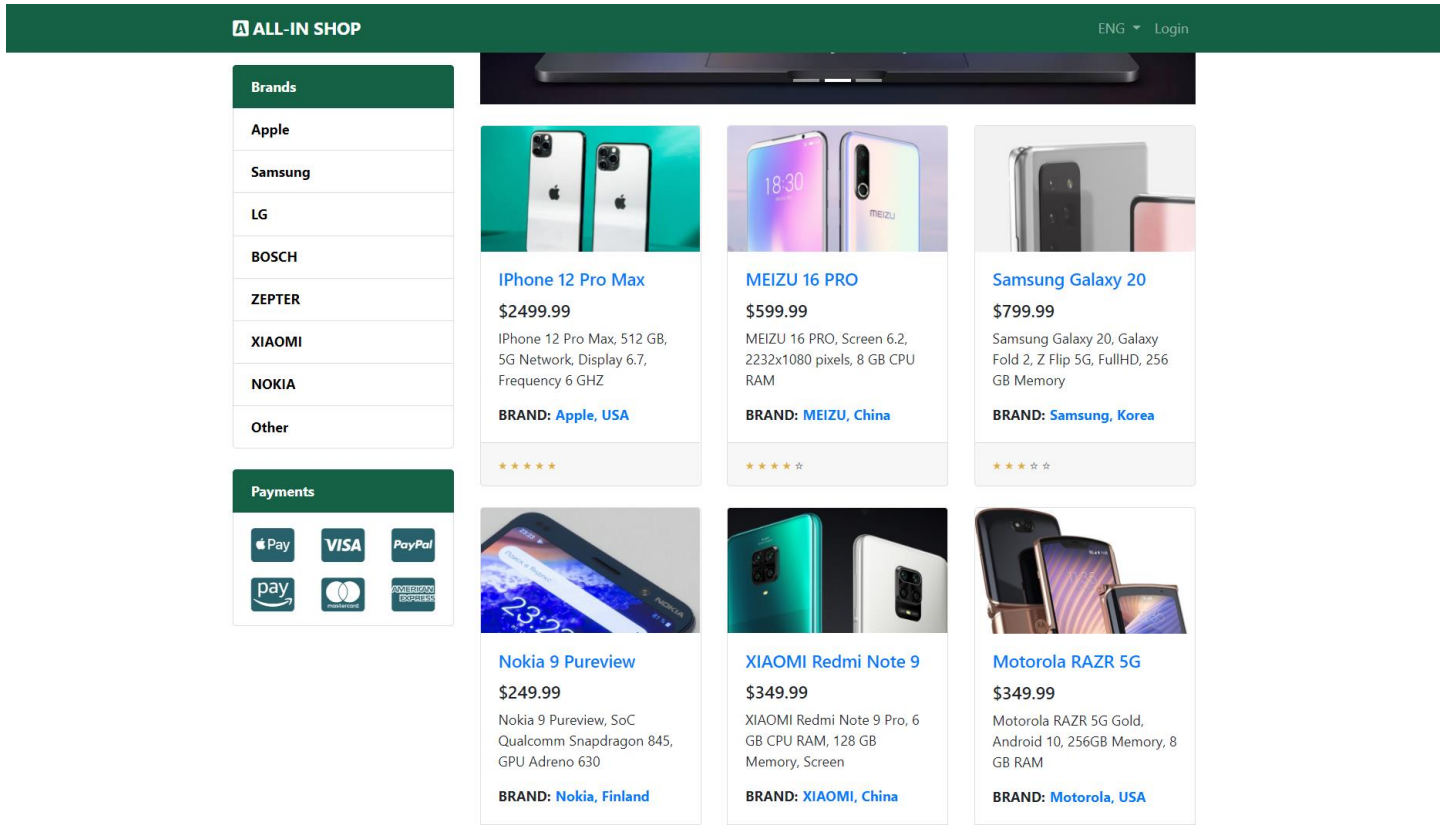 A ALL-IN SHOP
ENG
Login
Brands
Apple
Samsung
LG
BOSCH
ZEPTER
XIAOMI
NOKIA
Other
Payments
Pay
VISA
PayPal
pay
mastercard
AMERICAN
EXPRESS
18:30
MEIZU
IPhone 12 Pro Max
$2499.99
IPhone 12 Pro Max, 512 GB,
5G Network, Display 6.7,
Frequency 6 GHZ
BRAND: Apple, USA
MEIZU 16 PRO
$599.99
MEIZU 16 PRO, Screen 6.2,
2232x1080 pixels, 8 GB CPU
RAM
BRAND: MEIZU, China
Samsung Galaxy 20
$799.99
Samsung Galaxy 20, Galaxy
Fold 2, Z Flip 5G, FullHD, 256
GB Memory
BRAND: Samsung, Korea
NOKIA
Nokia 9 Pureview
$249.99
Nokia 9 Pureview, SoC
Qualcomm Snapdragon 845,
GPU Adreno 630
BRAND: Nokia, Finland
XIAOMI Redmi Note 9
$349.99
XIAOMI Redmi Note 9 Pro, 6
GB CPU RAM, 128 GB
Memory, Screen
BRAND: XIAOMI, China
Motorola RAZR 5G
$349.99
Motorola RAZR 5G Gold,
Android 10, 256GB Memory, 8
GB RAM
BRAND: Motorola, USA